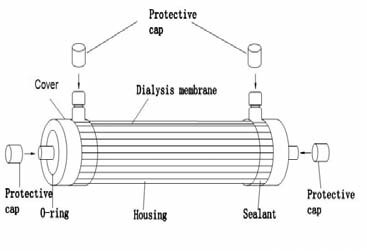 Protective
cap
Cover
Dialysis membrane
Protective
cap
O-ring
Housing
Sealant
Protective
cap